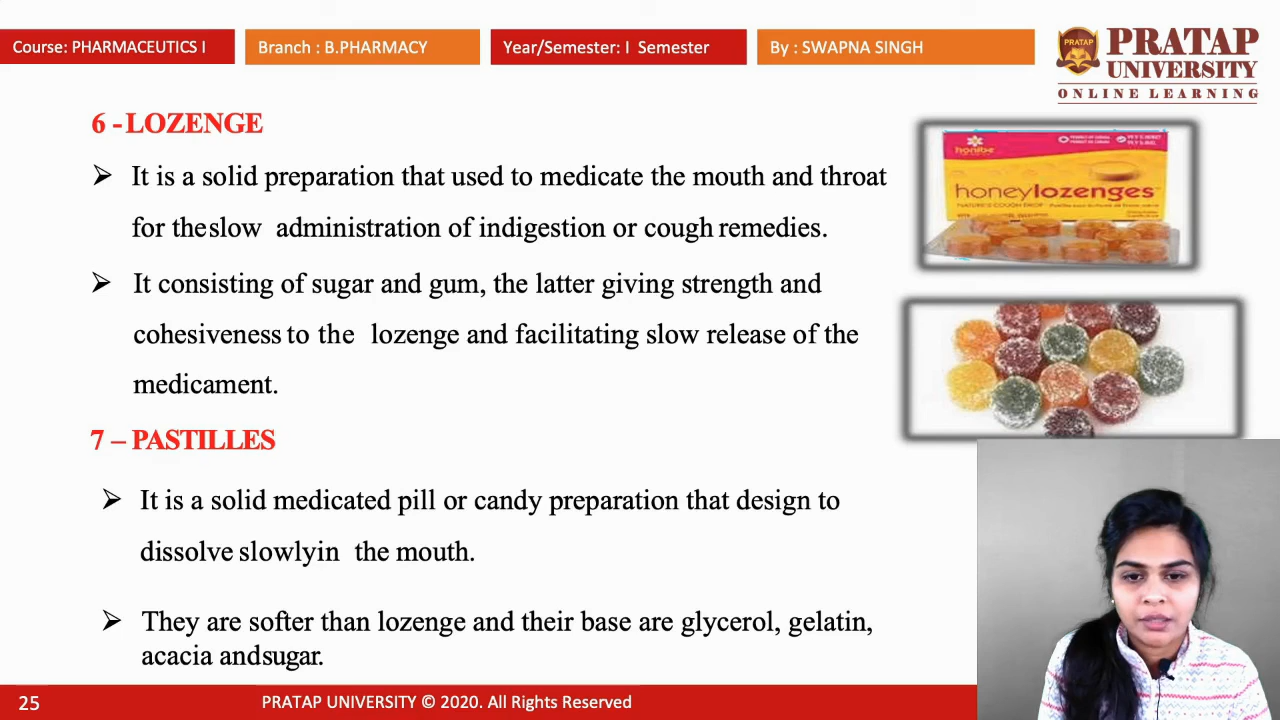 Course: PHARMACEUTICS I
Branch : B.PHARMACY
Year/Semester: I Semester
By : SWAPNA SINGH
PRATAP
PRATAP
UNIVERSITY
ONLINE LEARNING
6 - LOZENGE
➢ It is a solid preparation that used to medicate the mouth and throat
for theslow administration of indigestion or cough remedies.
➢ It consisting of sugar and gum, the latter giving strength and
cohesiveness to the lozenge and facilitating slow release of the
medicament.
honibe
honeylozenges
NATURE'S COUGH DROP
7 – PASTILLES
➢ It is a solid medicated pill or candy preparation that design to
dissolve slowlyin the mouth.
➢ They are softer than lozenge and their base are glycerol, gelatin,
acacia andsugar.
25
PRATAP UNIVERSITY © 2020. All Rights Reserved